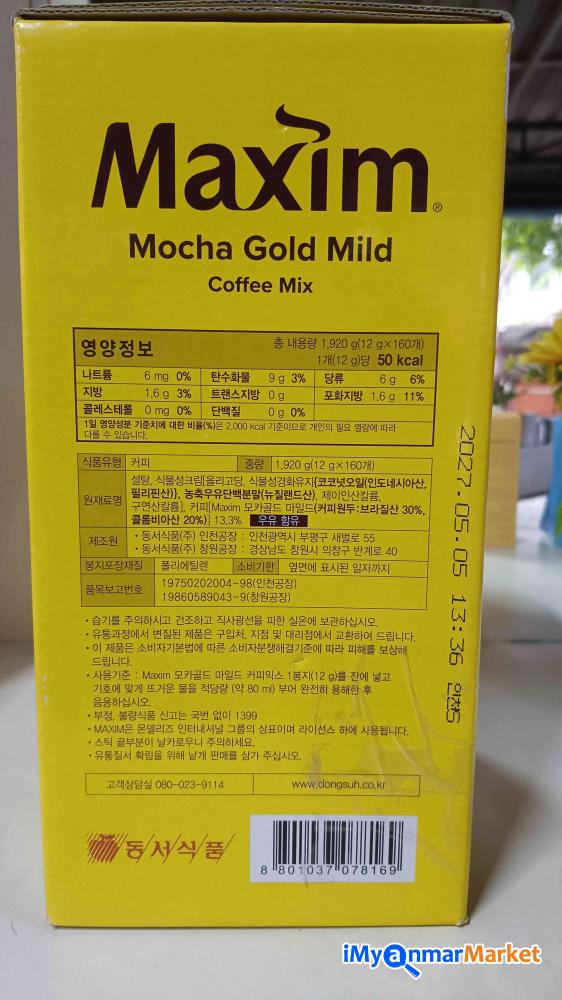 Maxim®
Mocha Gold Mild
Coffee Mix
영양정보
총 내용량 1,920 g(12 g×160개)
1개(12 g)당 50 kcal
나트륨 6 mg 0% 탄수화물 9 g 3% 당류 6 g 6%
지방 1.6 g 3% 트랜스지방 0 g 포화지방 1.6 g 11%
콜레스테롤 0 mg 0% 단백질 0 g 0%
1일 영양성분 기준치에 대한 비율(%)은 2,000 kcal 기준이므로 개인의 필요 열량에 따라
다를 수 있습니다.
식품유형 커피 중량 1,920 g(12 g×160개)
원재료명
설탕, 식물성크림[올리고당, 식물성경화유지{코코넛오일(인도네시아산,
필리핀산)}, 농축우유단백분말(뉴질랜드산), 제이인산칼륨,
구연산칼륨], 커피[Maxim 모카골드 마일드(커피원두:브라질산 30%,
콜롬비아산 20%)] 13.3% 우유 함유
제조원
• 동서식품(주) 인천공장 : 인천광역시 부평구 새벌로 55
• 동서식품(주) 창원공장 : 경상남도 창원시 의창구 반계로 40
봉지포장재질 폴리에틸렌 소비기한 옆면에 표시된 일자까지
품목보고번호
19750202004-98(인천공장)
19860589043-9(창원공장)
• 습기를 주의하시고 건조하고 직사광선을 피한 실온에 보관하십시오.
• 유통과정에서 변질된 제품은 구입처, 지점 및 대리점에서 교환하여 드립니다.
• 이 제품은 소비자기본법에 따른 소비자분쟁해결기준에 따라 피해를 보상해
드립니다.
• 사용기준 : Maxim 모카골드 마일드 커피믹스 1봉지(12 g)를 잔에 넣고
기호에 맞게 뜨거운 물을 적당량 (약 80 ml) 부어 완전히 용해한 후
음용하십시오.
• 부정, 불량식품 신고는 국번 없이 1399
• MAXIM은 몬델리즈 인터내셔널 그룹의 상표이며 라이선스 하에 사용됩니다.
• 스틱 끝부분이 날카로우니 주의하세요.
• 유통질서 확립을 위해 낱개 판매를 삼가 주십시오.
고객상담실 080-023-9114 www.dongsuh.co.kr
동서식품
8 801037 078169
2027.05.05 13:36 인천5
iMyanmarMarket